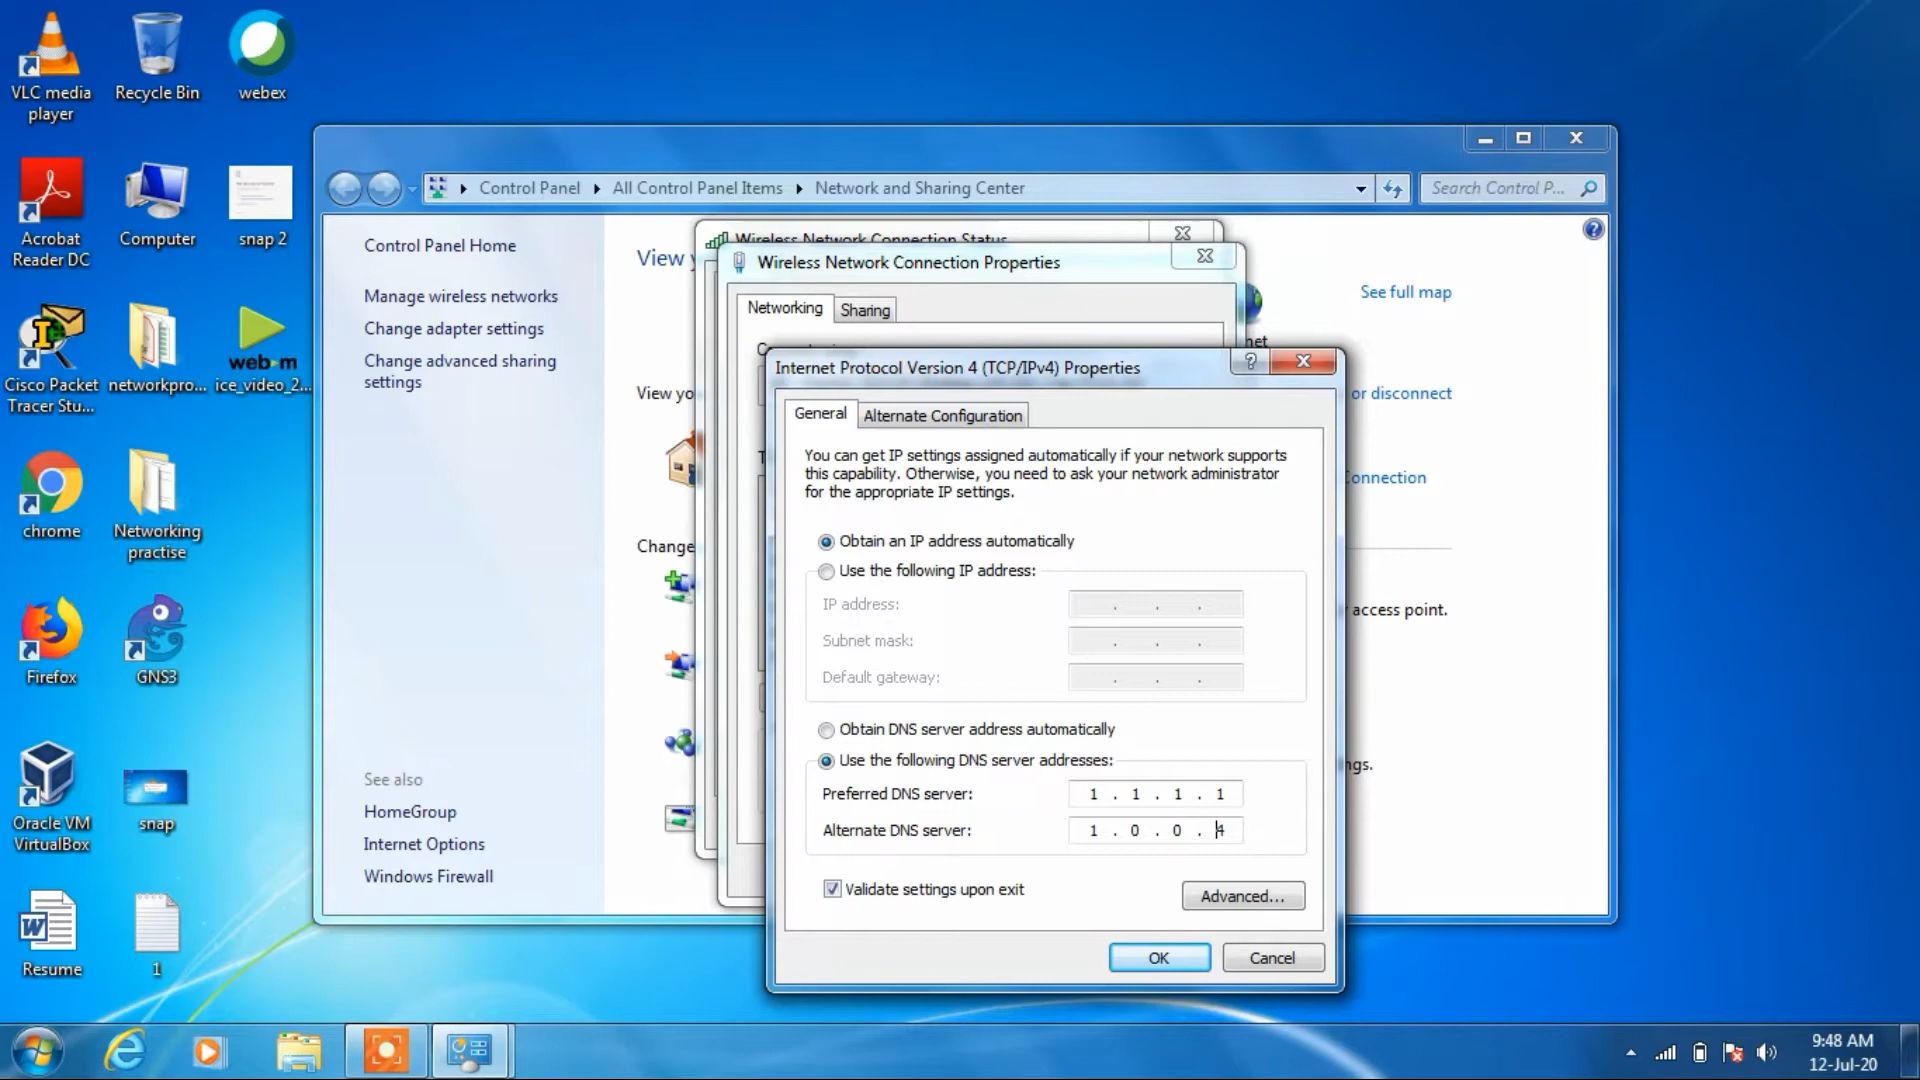 VLC media
player
Recycle Bin
webex
Acrobat
Reader DC
Computer
snap 2
Cisco Packet
Tracer Stu...
networkpro...
web-m
ice_video_2...
chrome
Networking
practise
Firefox
GNS3
Oracle VM
VirtualBox
snap
Resume
1
Control Panel
All Control Panel Items
Network and Sharing Center
Search Control P...
Control Panel Home
Manage wireless networks
Change adapter settings
Change advanced sharing
settings
See also
HomeGroup
Internet Options
Windows Firewall
View y
See full map
View yo
or disconnect
Connection
Change
access point.
ngs.
Wireless Network Connection Status
Wireless Network Connection Properties
Networking
Sharing
Internet Protocol Version 4 (TCP/IPv4) Properties
General
Alternate Configuration
You can get IP settings assigned automatically if your network supports
this capability. Otherwise, you need to ask your network administrator
for the appropriate IP settings.
Obtain an IP address automatically
Use the following IP address:
IP address:
. . .
Subnet mask:
. . .
Default gateway:
. . .
Obtain DNS server address automatically
Use the following DNS server addresses:
Preferred DNS server:
1 . 1 . 1 . 1
Alternate DNS server:
1 . 0 . 0 . 4
Validate settings upon exit
Advanced...
OK
Cancel
9:48 AM
12-Jul-20